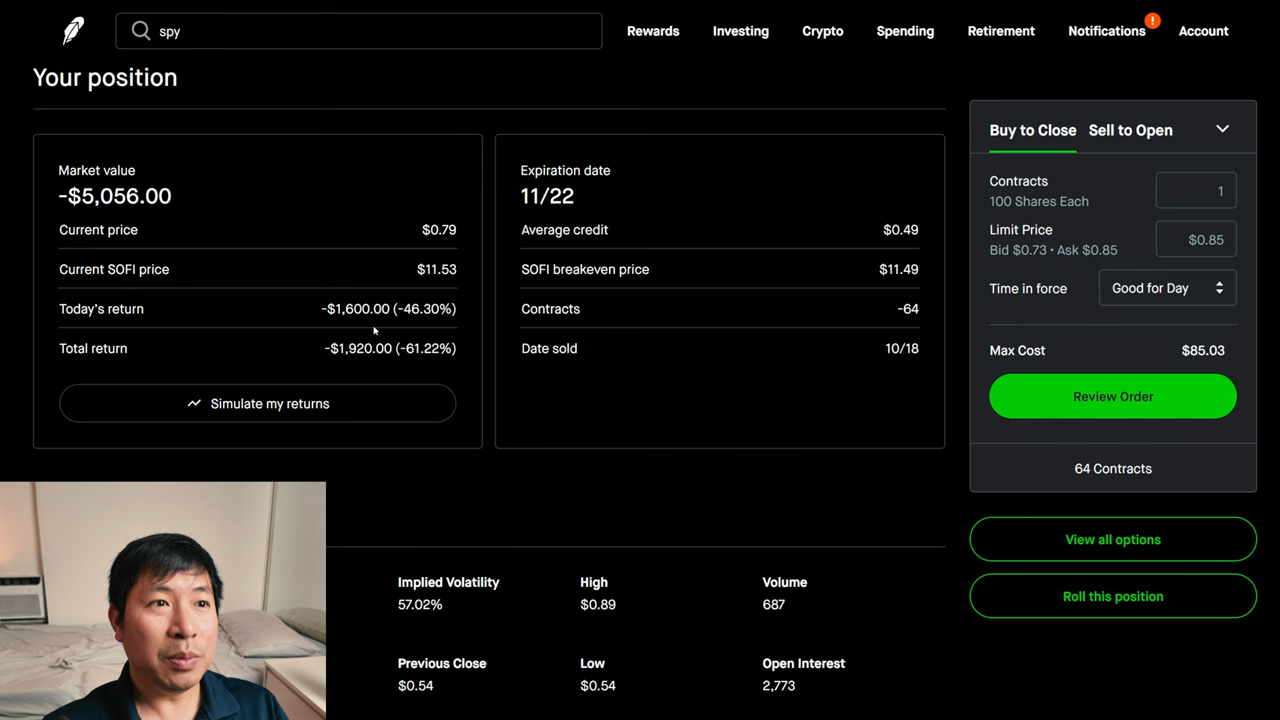 spy
Rewards
Investing
Crypto
Spending
Retirement
Notifications
!
Account
Your position
Market value
-$5,056.00
Current price $0.79
Current SOFI price $11.53
Today's return -$1,600.00 (-46.30%)
Total return -$1,920.00 (-61.22%)
Simulate my returns
Expiration date
11/22
Average credit $0.49
SOFI breakeven price $11.49
Contracts -64
Date sold 10/18
Buy to Close Sell to Open
Contracts 1
100 Shares Each
Limit Price $0.85
Bid $0.73 • Ask $0.85
Time in force Good for Day
Max Cost $85.03
Review Order
64 Contracts
View all options
Roll this position
Implied Volatility High Volume
57.02% $0.89 687
Previous Close Low Open Interest
$0.54 $0.54 2,773